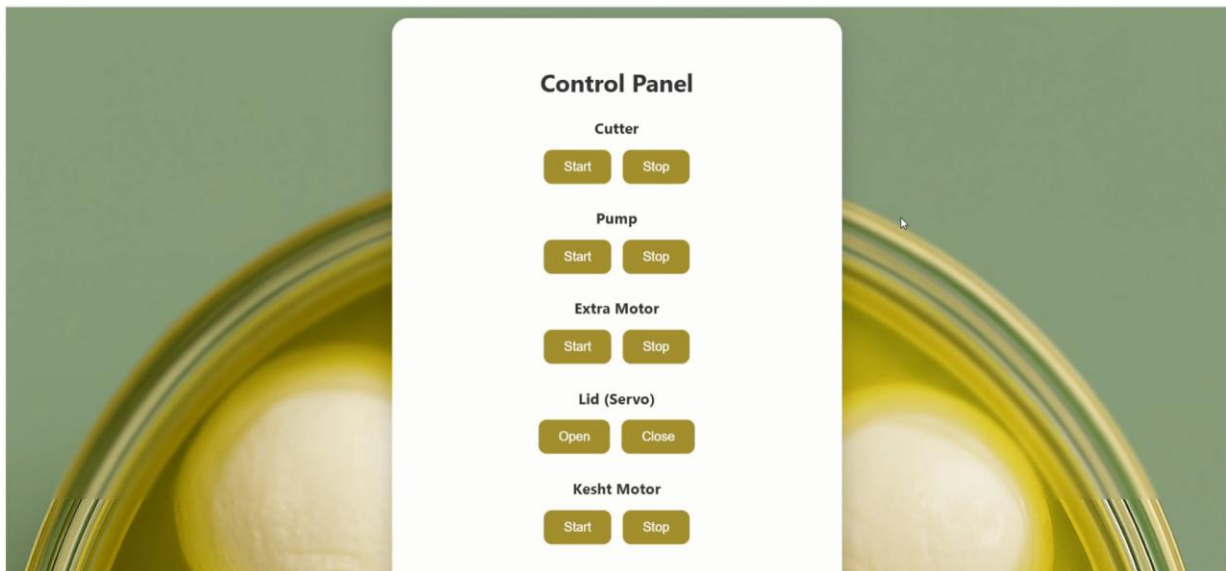 Control Panel
Cutter
Start Stop
Pump
Start Stop
Extra Motor
Start Stop
Lid (Servo)
Open Close
Kesht Motor
Start Stop